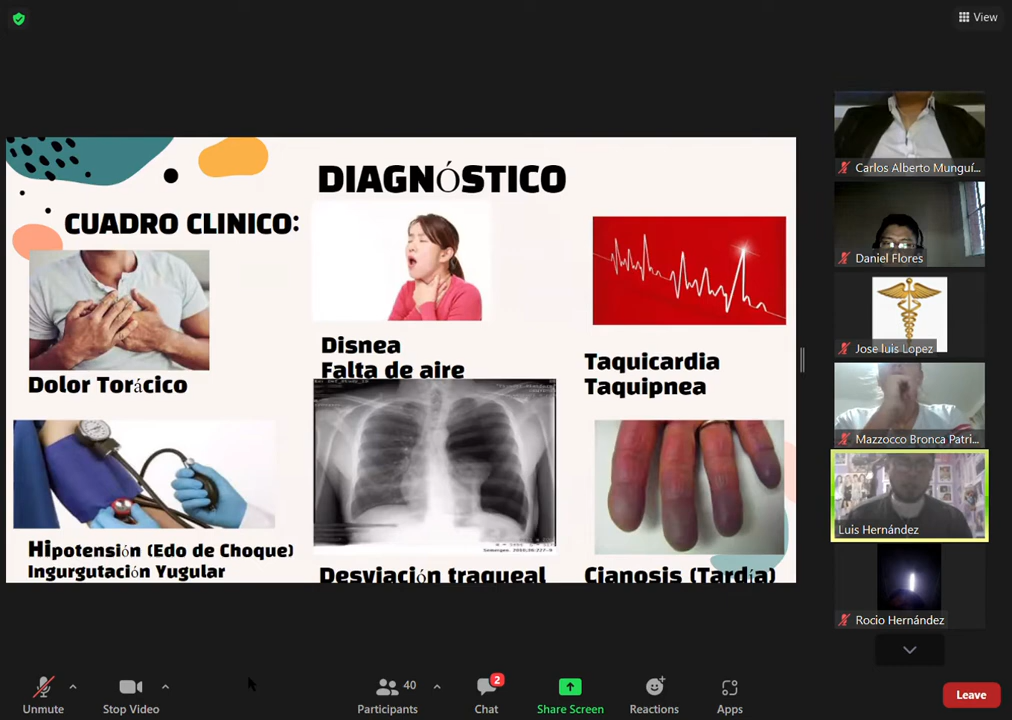 View
DIAGNÓSTICO
CUADRO CLINICO:
Dolor Torácico
Disnea
Falta de aire
Taquicardia
Taquipnea
Hipotensión (Edo de Choque)
Ingurgutación Yugular
Desviación traqueal
Cianosis (Tardía)
Carlos Alberto Munguí...
Daniel Flores
Jose luis Lopez
Mazzocco Bronca Patri...
Luis Hernández
Rocio Hernández
Unmute
Stop Video
40
Participants
2
Chat
Share Screen
Reactions
Apps
Leave